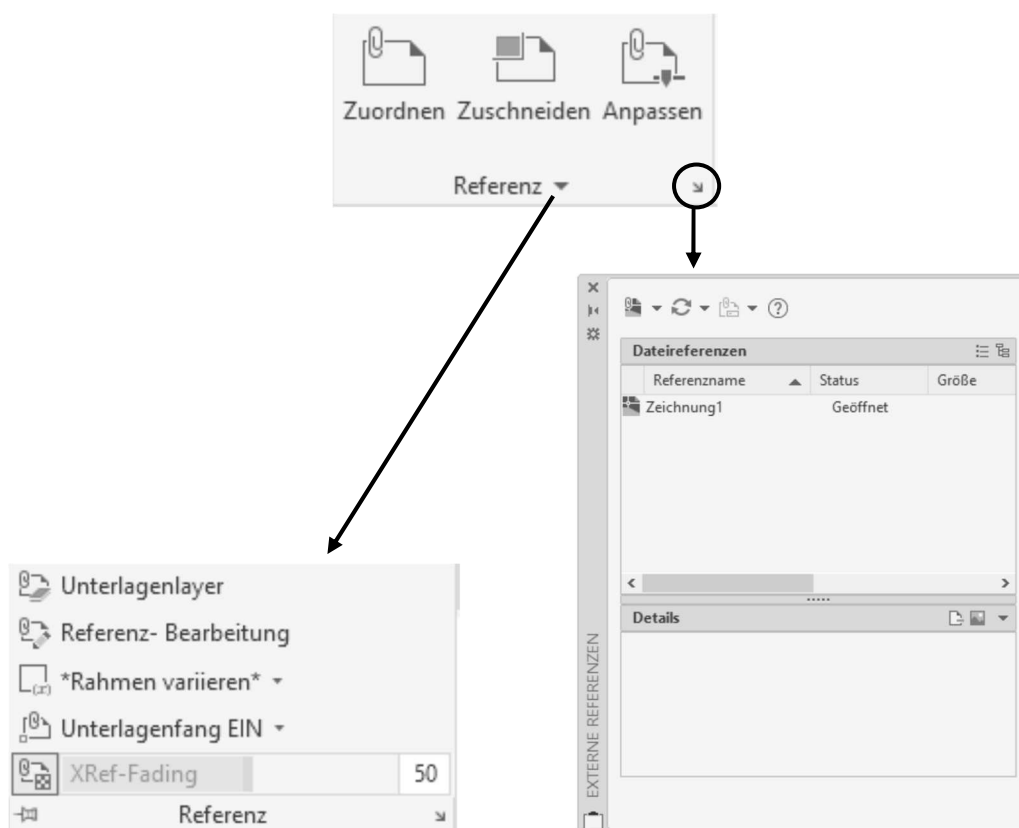 Zuordnen Zuschneiden Anpassen
Referenz
Dateireferenzen
Referenzname Status Größe
Zeichnung1 Geöffnet
Details
EXTERNE REFERENZEN
Unterlagenlayer
Referenz- Bearbeitung
*Rahmen variieren*
Unterlagenfang EIN
XRef-Fading 50
Referenz